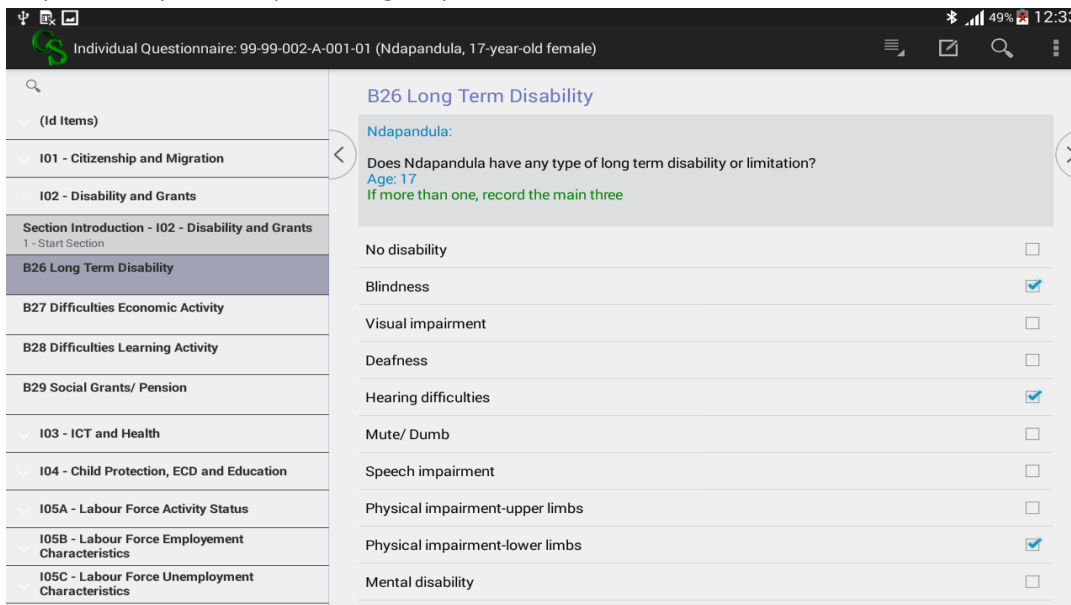 49% 12:33
CS Individual Questionnaire: 99-99-002-A-001-01 (Ndapandula, 17-year-old female)
(Id Items)
I01 - Citizenship and Migration
I02 - Disability and Grants
Section Introduction - I02 - Disability and Grants
1 - Start Section
B26 Long Term Disability
B27 Difficulties Economic Activity
B28 Difficulties Learning Activity
B29 Social Grants/ Pension
I03 - ICT and Health
I04 - Child Protection, ECD and Education
I05A - Labour Force Activity Status
I05B - Labour Force Employement
Characteristics
I05C - Labour Force Unemployment
Characteristics
B26 Long Term Disability
Ndapandula:
Does Ndapandula have any type of long term disability or limitation?
Age: 17
If more than one, record the main three
No disability
Blindness
Visual impairment
Deafness
Hearing difficulties
Mute/ Dumb
Speech impairment
Physical impairment-upper limbs
Physical impairment-lower limbs
Mental disability